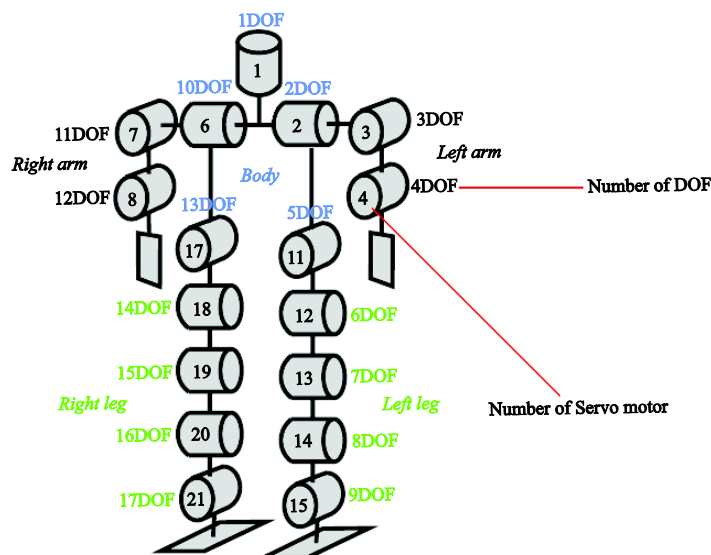 1DOF
1
10DOF 2DOF
11DOF 7 6 2 3 3DOF
Right arm Left arm
Body
12DOF 8 4 4DOF Number of DOF
13DOF 5DOF
17 11
14DOF 18 12 6DOF
15DOF 19 13 7DOF
Right leg Left leg Number of Servo motor
16DOF 20 14 8DOF
17DOF 21 15 9DOF